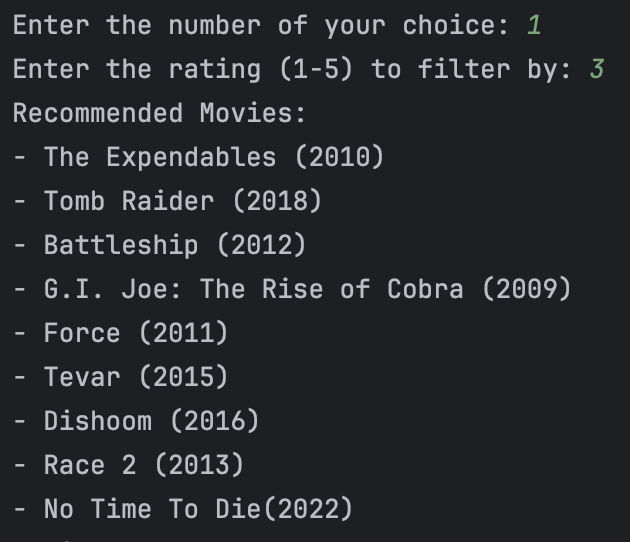 Enter the number of your choice: 1
Enter the rating (1-5) to filter by: 3
Recommended Movies:
- The Expendables (2010)
- Tomb Raider (2018)
- Battleship (2012)
- G.I. Joe: The Rise of Cobra (2009)
- Force (2011)
- Tevar (2015)
- Dishoom (2016)
- Race 2 (2013)
- No Time To Die(2022)